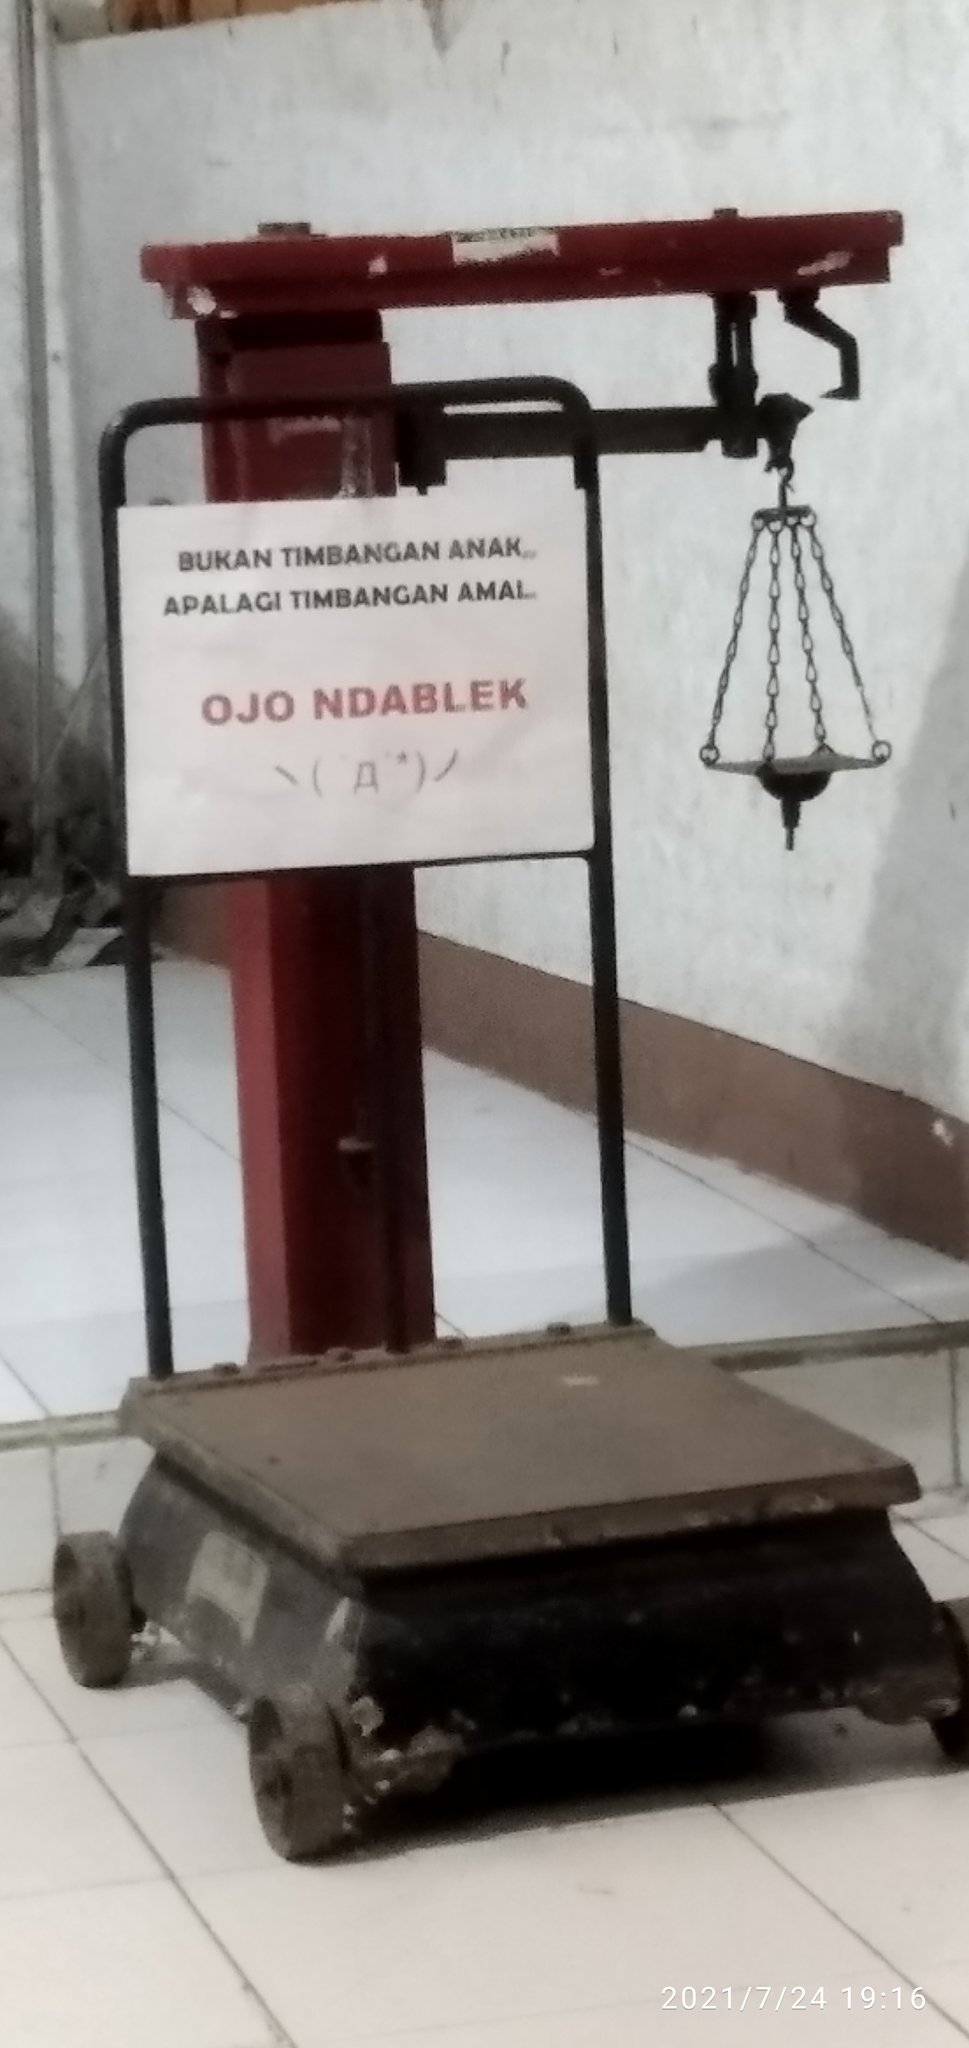 BUKAN TIMBANGAN ANAK..
APALAGI TIMBANGAN AMAL..
OJO NDABLEK
ヽ( ｀Д´*)ノ
2021/7/24 19:16